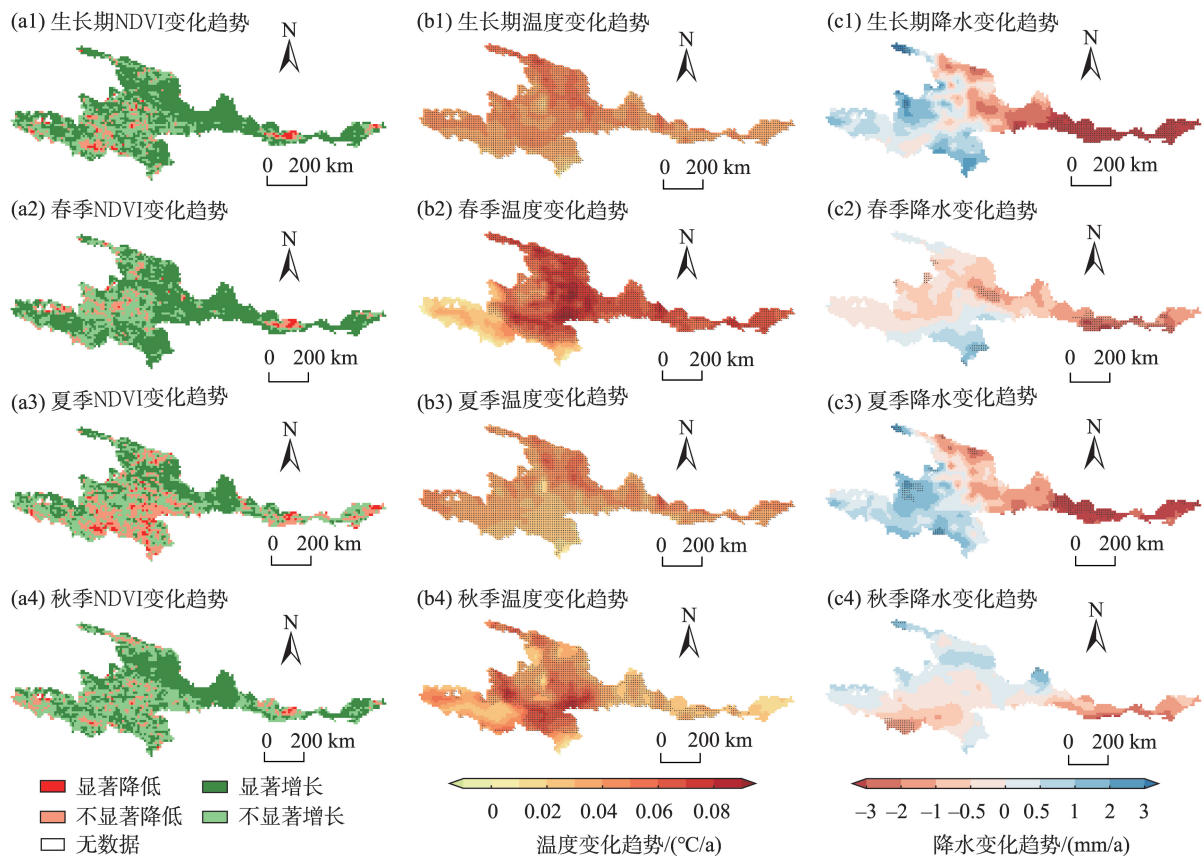 (a1) 生长期NDVI变化趋势
(b1) 生长期温度变化趋势
(c1) 生长期降水变化趋势
N
N
N
0 200 km
0 200 km
0 200 km
(a2) 春季NDVI变化趋势
(b2) 春季温度变化趋势
(c2) 春季降水变化趋势
N
N
N
0 200 km
0 200 km
0 200 km
(a3) 夏季NDVI变化趋势
(b3) 夏季温度变化趋势
(c3) 夏季降水变化趋势
N
N
N
0 200 km
0 200 km
0 200 km
(a4) 秋季NDVI变化趋势
(b4) 秋季温度变化趋势
(c4) 秋季降水变化趋势
N
N
N
0 200 km
0 200 km
0 200 km
显著降低
显著增长
不显著降低
不显著增长
无数据
0 0.02 0.04 0.06 0.08
温度变化趋势/(°C/a)
−3 −2 −1 −0.5 0 0.5 1 2 3
降水变化趋势/(mm/a)